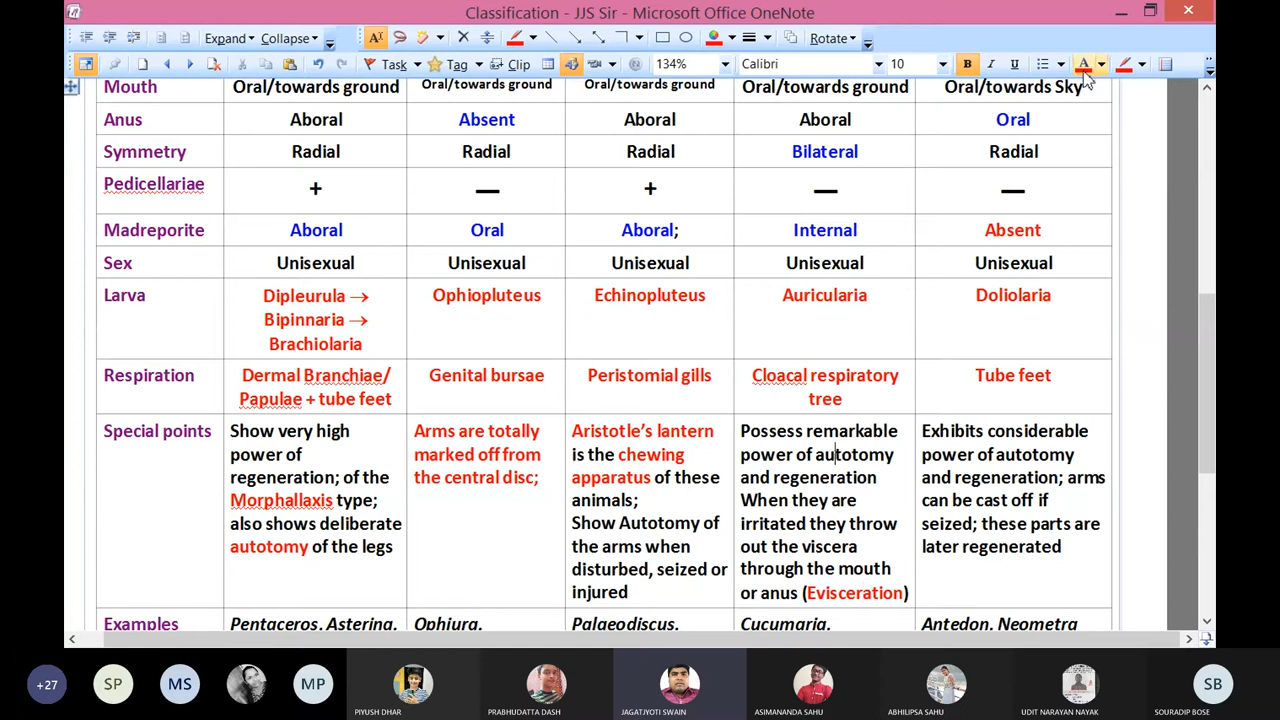 Classification - JJS Sir - Microsoft Office OneNote
Expand Collapse Rotate
Task Tag Clip 134% Calibri 10 B I U A
Mouth Oral/towards ground Oral/towards ground Oral/towards ground Oral/towards ground Oral/towards Sky
Anus Aboral Absent Aboral Aboral Oral
Symmetry Radial Radial Radial Bilateral Radial
Pedicellariae + — + — —
Madreporite Aboral Oral Aboral; Internal Absent
Sex Unisexual Unisexual Unisexual Unisexual Unisexual
Larva Dipleurula → Ophiopluteus Echinopluteus Auricularia Doliolaria
Bipinnaria →
Brachiolaria
Respiration Dermal Branchiae/ Genital bursae Peristomial gills Cloacal respiratory Tube feet
Papulae + tube feet tree
Special points Show very high Arms are totally Aristotle's lantern Possess remarkable Exhibits considerable
power of marked off from is the chewing power of autotomy power of autotomy
regeneration; of the the central disc; apparatus of these and regeneration and regeneration; arms
Morphallaxis type; animals; When they are can be cast off if
also shows deliberate Show Autotomy of irritated they throw seized; these parts are
autotomy of the legs the arms when out the viscera later regenerated
disturbed, seized or through the mouth
injured or anus (Evisceration)
Examples Pentaceros, Asterina, Ophiura, Palaeodiscus, Cucumaria, Antedon, Neometra
+27 SP MS MP SB
PIYUSH DHAR PRABHUDATTA DASH JAGATJYOTI SWAIN ASIMANANDA SAHU ABHILIPSA SAHU UDIT NARAYAN NAYAK SOURADIP BOSE